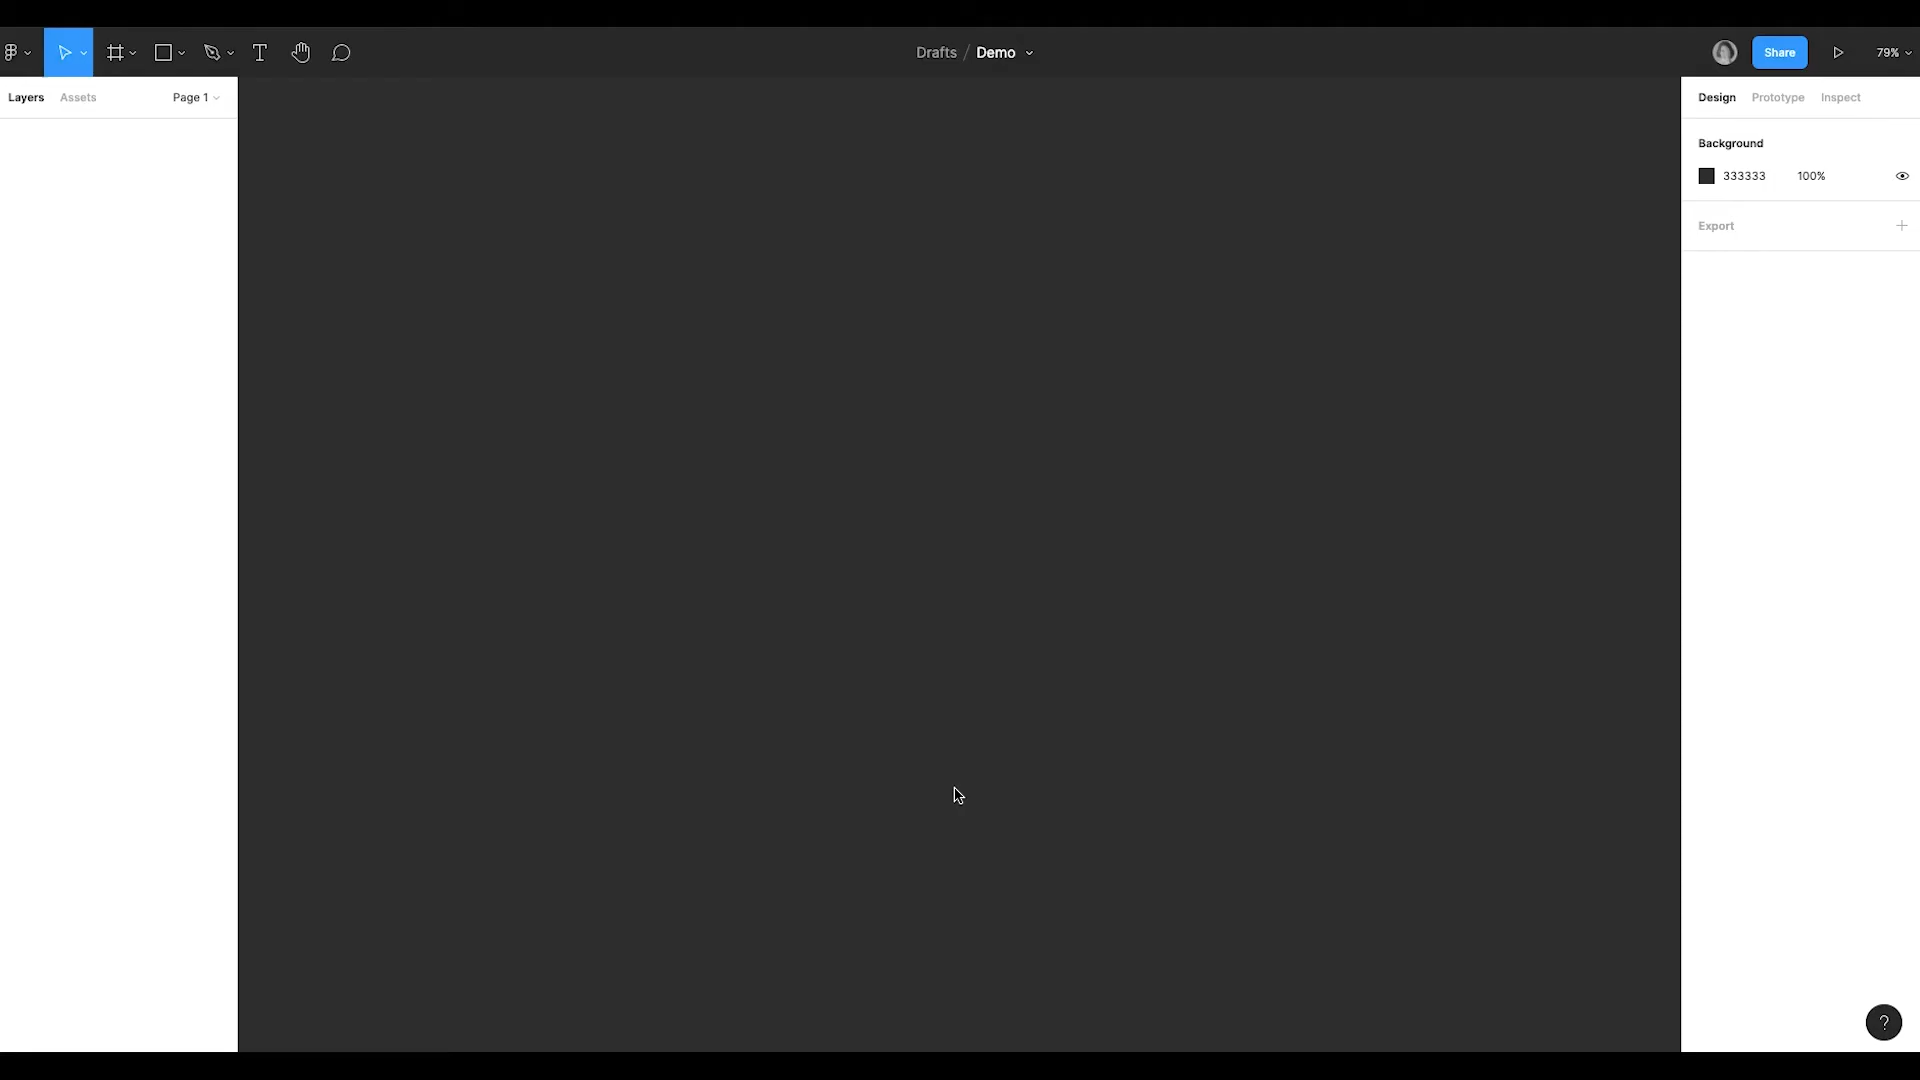 Drafts / Demo
Share
79%
Layers
Assets
Page 1
Design
Prototype
Inspect
Background
333333
100%
Export
?